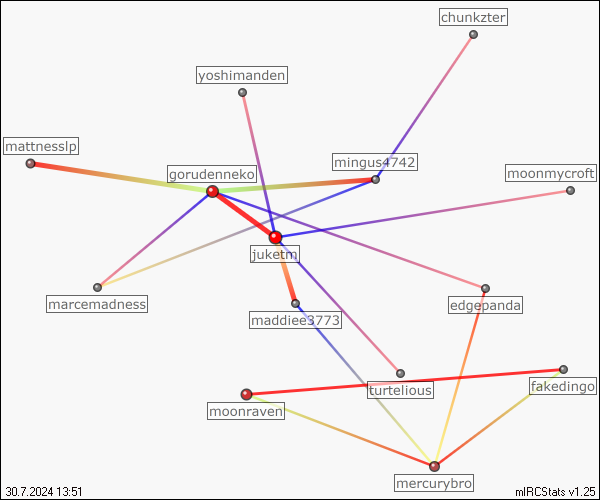 chunkzter
yoshimanden
mattnesslp
mingus4742
gorudenneko
moonmycroft
juketm
marcemadness
edgepanda
maddiee3773
turtelious
fakedingo
moonraven
mercurybro
30.7.2024 13:51
mIRCStats v1.25